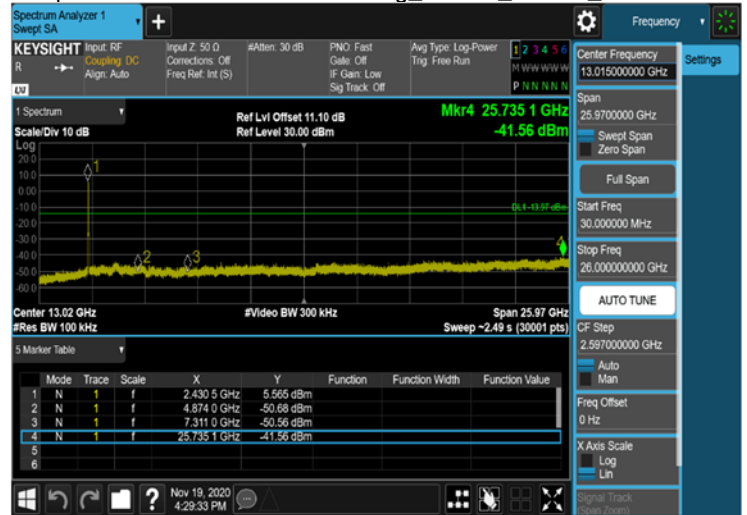 Spectrum Analyzer 1
Swept SA
+
Frequency
KEYSIGHT
R
LXI
Input: RF
Coupling: DC
Align: Auto
Input Z: 50 Ω
Corrections: Off
Freq Ref: Int (S)
#Atten: 30 dB
PNO: Fast
Gate: Off
IF Gain: Low
Sig Track: Off
Avg Type: Log-Power
Trig: Free Run
1 2 3 4 5 6
M W W W W W
P N N N N N
1 Spectrum
Scale/Div 10 dB
Ref Lvl Offset 11.10 dB
Ref Level 30.00 dBm
Mkr4 25.735 1 GHz
-41.56 dBm
Log
20.0
10.0
0.00
-10.0
-20.0
-30.0
-40.0
-50.0
-60.0
1
2
3
4
DL1 -13.97 dBm
Center 13.02 GHz
#Res BW 100 kHz
#Video BW 300 kHz
Span 25.97 GHz
Sweep ~2.49 s (30001 pts)
5 Marker Table
Mode Trace Scale X Y Function Function Width Function Value
1 N 1 f 2.430 5 GHz 5.565 dBm
2 N 1 f 4.874 0 GHz -50.68 dBm
3 N 1 f 7.311 0 GHz -50.56 dBm
4 N 1 f 25.735 1 GHz -41.56 dBm
5
6
Nov 19, 2020
4:29:33 PM
?
Center Frequency
13.015000000 GHz
Settings
Span
25.9700000 GHz
Swept Span
Zero Span
Full Span
Start Freq
30.000000 MHz
Stop Freq
26.000000000 GHz
AUTO TUNE
CF Step
2.597000000 GHz
Auto
Man
Freq Offset
0 Hz
X Axis Scale
Log
Lin
Signal Track
(Span Zoom)